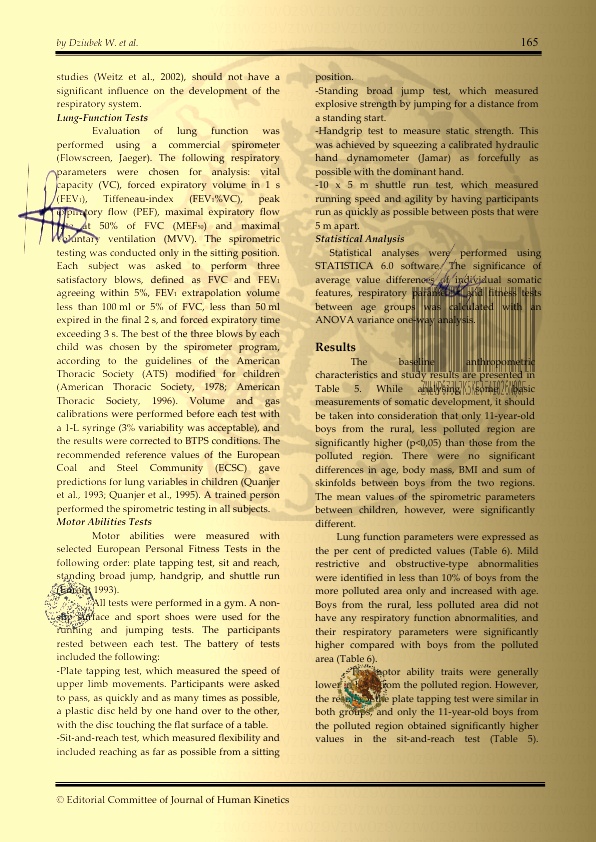 by Dziubek W. et al.
165
studies (Weitz et al., 2002), should not have a
significant influence on the development of the
respiratory system.
Lung-Function Tests
Evaluation of lung function was
performed using a commercial spirometer
(Flowscreen, Jaeger). The following respiratory
parameters were chosen for analysis: vital
capacity (VC), forced expiratory volume in 1 s
(FEV₁), Tiffeneau-index (FEV₁%VC), peak
expiratory flow (PEF), maximal expiratory flow
at 50% of FVC (MEF₅₀) and maximal
voluntary ventilation (MVV). The spirometric
testing was conducted only in the sitting position.
Each subject was asked to perform three
satisfactory blows, defined as FVC and FEV₁
agreeing within 5%, FEV₁ extrapolation volume
less than 100 ml or 5% of FVC, less than 50 ml
expired in the final 2 s, and forced expiratory time
exceeding 3 s. The best of the three blows by each
child was chosen by the spirometer program,
according to the guidelines of the American
Thoracic Society (ATS) modified for children
(American Thoracic Society, 1978; American
Thoracic Society, 1996). Volume and gas
calibrations were performed before each test with
a 1-L syringe (3% variability was acceptable), and
the results were corrected to BTPS conditions. The
recommended reference values of the European
Coal and Steel Community (ECSC) gave
predictions for lung variables in children (Quanjer
et al., 1993; Quanjer et al., 1995). A trained person
performed the spirometric testing in all subjects.
Motor Abilities Tests
Motor abilities were measured with
selected European Personal Fitness Tests in the
following order: plate tapping test, sit and reach,
standing broad jump, handgrip, and shuttle run
(Eurofit 1993).
All tests were performed in a gym. A non-
slip surface and sport shoes were used for the
running and jumping tests. The participants
rested between each test. The battery of tests
included the following:
-Plate tapping test, which measured the speed of
upper limb movements. Participants were asked
to pass, as quickly and as many times as possible,
a plastic disc held by one hand over to the other,
with the disc touching the flat surface of a table.
-Sit-and-reach test, which measured flexibility and
included reaching as far as possible from a sitting
position.
-Standing broad jump test, which measured
explosive strength by jumping for a distance from
a standing start.
-Handgrip test to measure static strength. This
was achieved by squeezing a calibrated hydraulic
hand dynamometer (Jamar) as forcefully as
possible with the dominant hand.
-10 x 5 m shuttle run test, which measured
running speed and agility by having participants
run as quickly as possible between posts that were
5 m apart.
Statistical Analysis
Statistical analyses were performed using
STATISTICA 6.0 software. The significance of
average value differences of individual somatic
features, respiratory parameters and fitness tests
between age groups was calculated with an
ANOVA variance one-way analysis.
Results
The baseline anthropometric
characteristics and study results are presented in
Table 5. While analysing some basic
measurements of somatic development, it should
be taken into consideration that only 11-year-old
boys from the rural, less polluted region are
significantly higher (p<0,05) than those from the
polluted region. There were no significant
differences in age, body mass, BMI and sum of
skinfolds between boys from the two regions.
The mean values of the spirometric parameters
between children, however, were significantly
different.
Lung function parameters were expressed as
the per cent of predicted values (Table 6). Mild
restrictive and obstructive-type abnormalities
were identified in less than 10% of boys from the
more polluted area only and increased with age.
Boys from the rural, less polluted area did not
have any respiratory function abnormalities, and
their respiratory parameters were significantly
higher compared with boys from the polluted
area (Table 6).
motor ability traits were generally
lower in from the polluted region. However,
the results of the plate tapping test were similar in
both groups, and only the 11-year-old boys from
the polluted region obtained significantly higher
values in the sit-and-reach test (Table 5).
© Editorial Committee of Journal of Human Kinetics